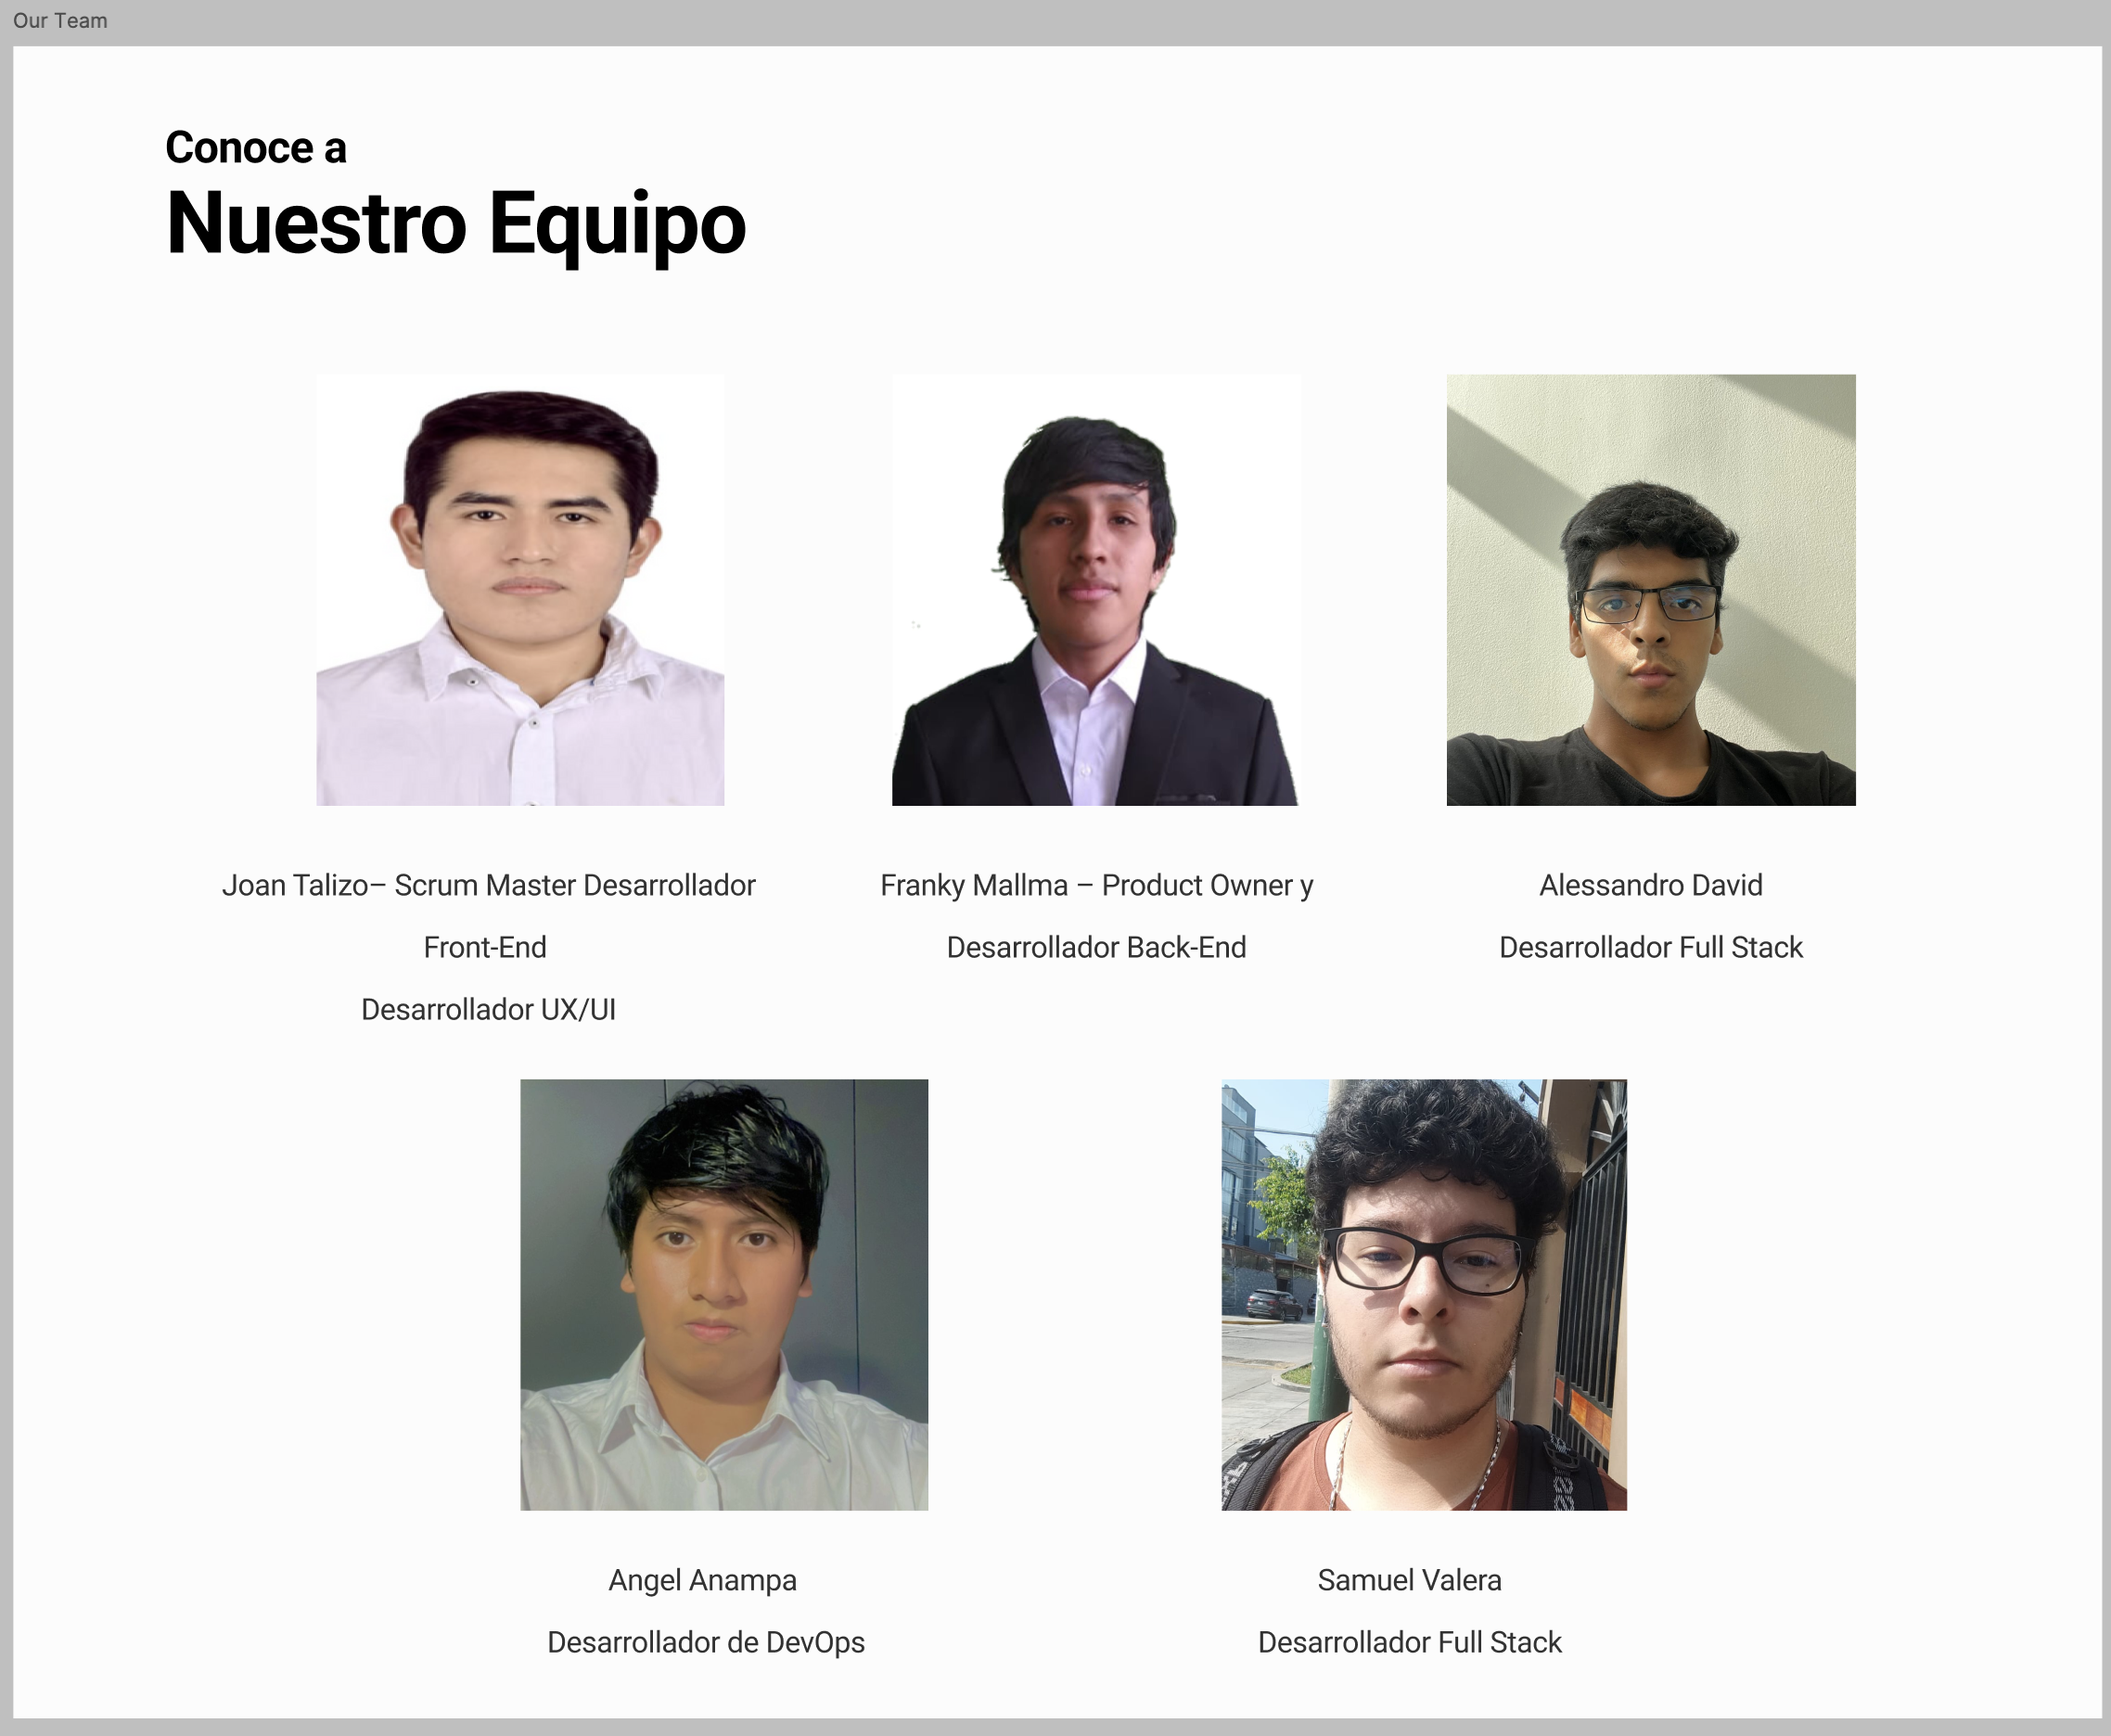 Our Team
Conoce a
Nuestro Equipo
Joan Talizo– Scrum Master Desarrollador
Front-End
Desarrollador UX/UI
Franky Mallma – Product Owner y
Desarrollador Back-End
Alessandro David
Desarrollador Full Stack
Angel Anampa
Desarrollador de DevOps
Samuel Valera
Desarrollador Full Stack